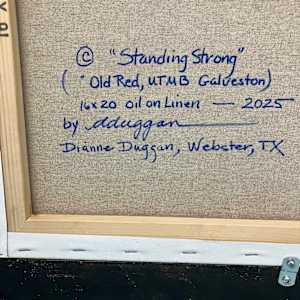 © "Standing Strong"
("Old Red, UTMB Galveston)
16x20 oil on Linen — 2025
by dduggan
Dianne Duggan, Webster, TX